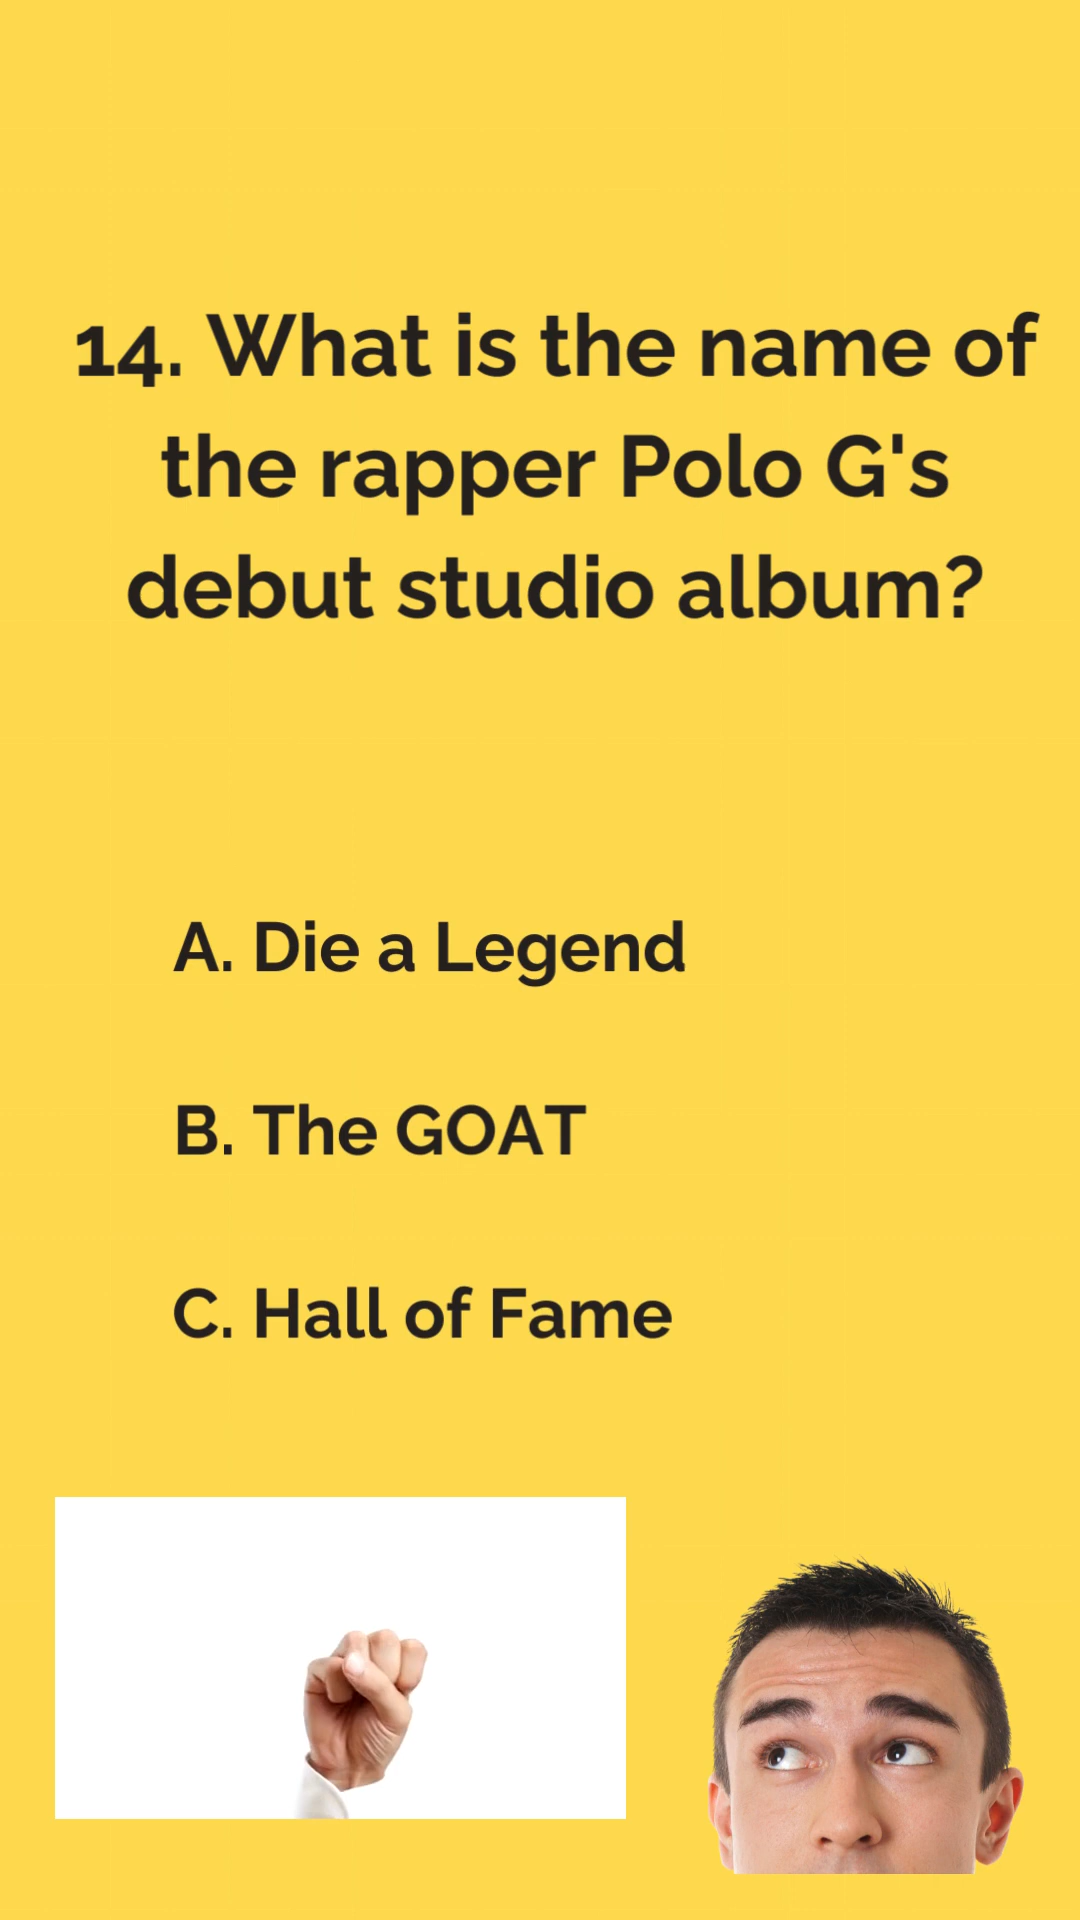 14. What is the name of
the rapper Polo G's
debut studio album?
A. Die a Legend
B. The GOAT
C. Hall of Fame